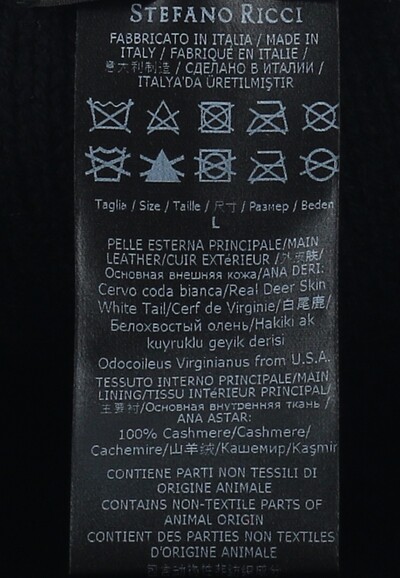 STEFANO RICCI
FABBRICATO IN ITALIA / MADE IN
ITALY / FABRIQUÉ EN ITALIE /
意大利制造 / СДЕЛАНО В ИТАЛИИ /
ITALYA'DA ÜRETİLMİŞTİR
Taglia / Size / Taille / 尺寸 / Размер / Beden
L
PELLE ESTERNA PRINCIPALE/MAIN
LEATHER/CUIR EXTéRIEUR /外皮肤/
Основная внешняя кожа/ANA DERI:
Cervo coda bianca/Real Deer Skin
White Tail/Cerf de Virginie/白尾鹿/
Белохвостый олень/Hakiki ak
kuyruklu geyik derisi
Odocoileus Virginianus from U.S.A.
TESSUTO INTERNO PRINCIPALE/MAIN
LINING/TISSU INTéRIEUR PRINCIPAL/
主要衬/Основная внутренняя ткань /
ANA ASTAR:
100% Cashmere/Cashmere/
Cachemire/山羊绒/Кашемир/Kaşmir
CONTIENE PARTI NON TESSILI DI
ORIGINE ANIMALE
CONTAINS NON-TEXTILE PARTS OF
ANIMAL ORIGIN
CONTIENT DES PARTIES NON TEXTILES
D'ORIGINE ANIMALE